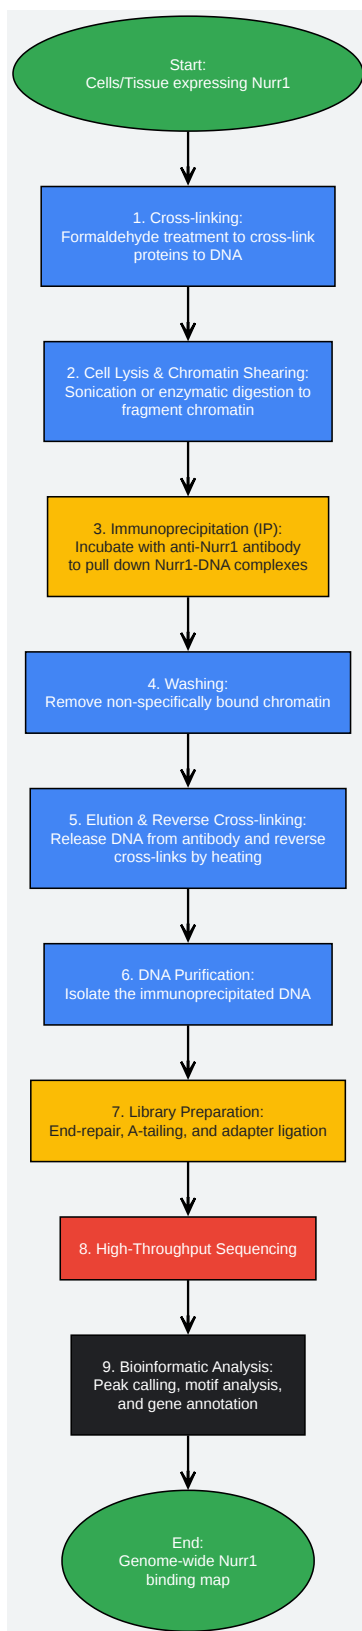 Start:
Cells/Tissue expressing Nurr1
1. Cross-linking:
Formaldehyde treatment to cross-link
proteins to DNA
2. Cell Lysis & Chromatin Shearing:
Sonication or enzymatic digestion to
fragment chromatin
3. Immunoprecipitation (IP):
Incubate with anti-Nurr1 antibody
to pull down Nurr1-DNA complexes
4. Washing:
Remove non-specifically bound chromatin
5. Elution & Reverse Cross-linking:
Release DNA from antibody and reverse
cross-links by heating
6. DNA Purification:
Isolate the immunoprecipitated DNA
7. Library Preparation:
End-repair, A-tailing, and adapter ligation
8. High-Throughput Sequencing
9. Bioinformatic Analysis:
Peak calling, motif analysis,
and gene annotation
End:
Genome-wide Nurr1
binding map